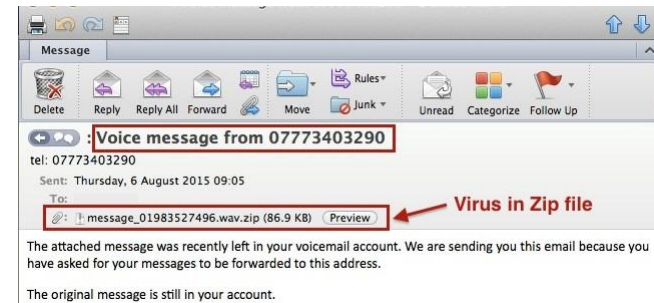 Message
Delete Reply Reply All Forward Move Rules Junk Unread Categorize Follow Up
: Voice message from 07773403290
tel: 07773403290
Sent: Thursday, 6 August 2015 09:05
To:
message_01983527496.wav.zip (86.9 KB) Preview
Virus in Zip file
The attached message was recently left in your voicemail account. We are sending you this email because you
have asked for your messages to be forwarded to this address.
The original message is still in your account.